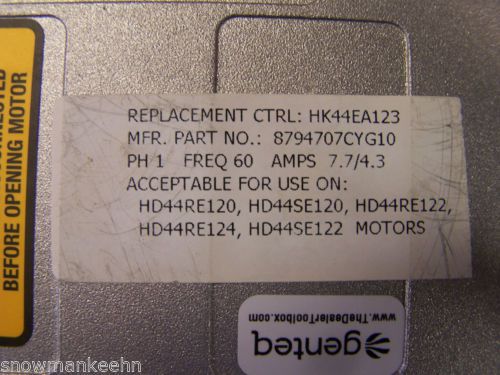 REPLACEMENT CTRL: HK44EA123
MFR. PART NO.: 8794707CYG10
PH 1 FREQ 60 AMPS 7.7/4.3
ACCEPTABLE FOR USE ON:
HD44RE120, HD44SE120, HD44RE122,
HD44RE124, HD44SE122 MOTORS
BEFORE OPENING MOTOR
genteq
www.TheDealerToolbox.com
snowmankeehn